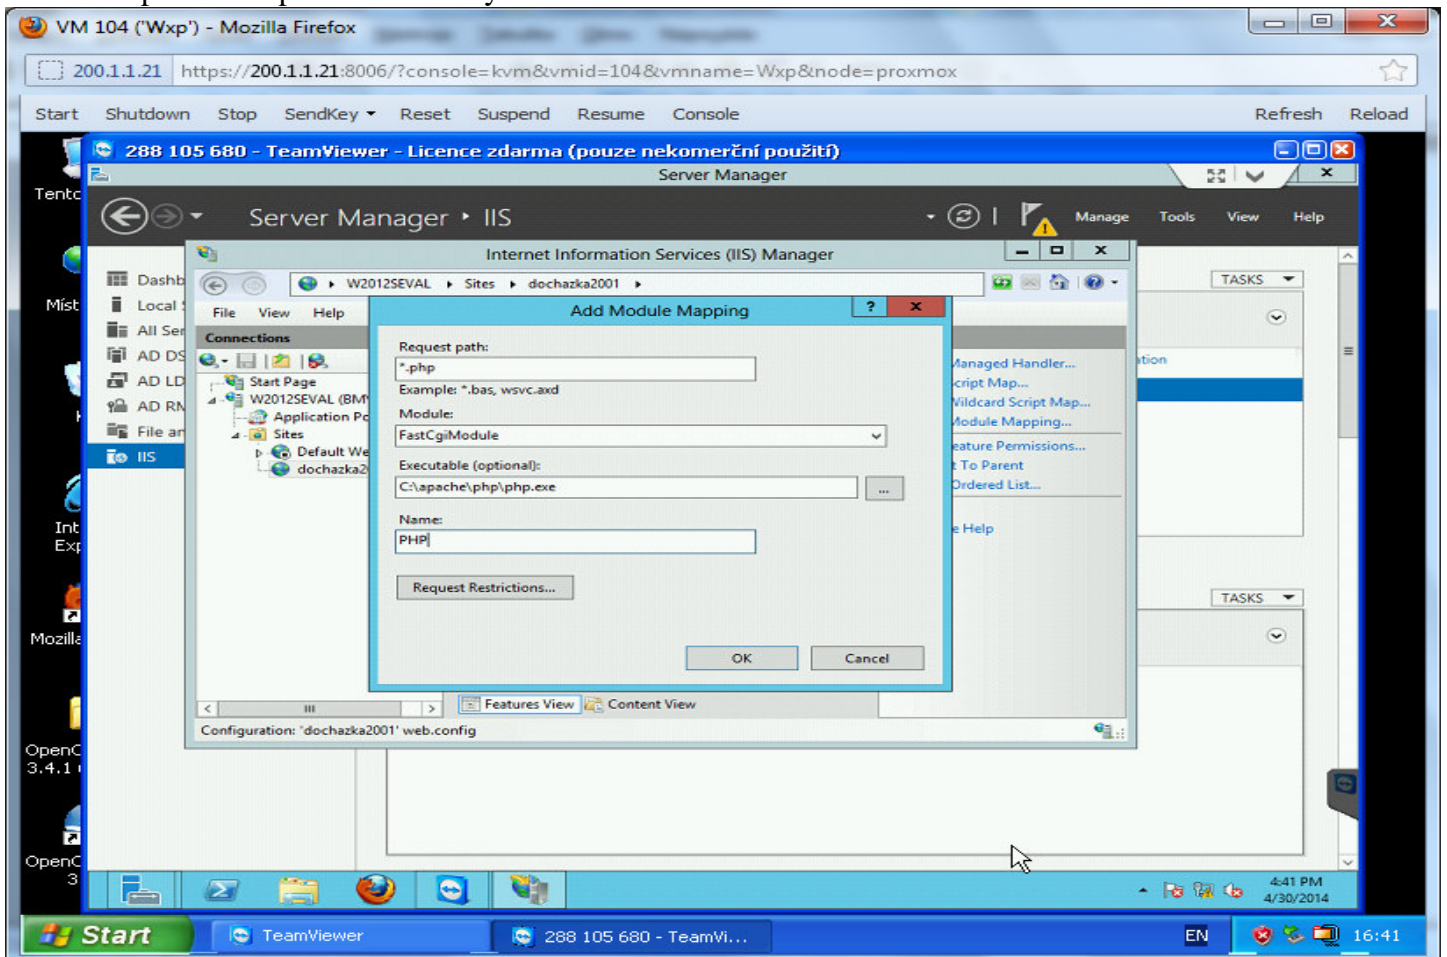 VM 104 ('Wxp') - Mozilla Firefox
200.1.1.21 https://200.1.1.21:8006/?console=kvm&vmid=104&vmname=Wxp&node=proxmox
Start Shutdown Stop SendKey Reset Suspend Resume Console Refresh Reload
288 105 680 - TeamViewer - Licence zdarma (pouze nekomerční použití)
Server Manager
Server Manager IIS Manage Tools View Help
Internet Information Services (IIS) Manager
W2012SEVAL Sites dochazka2001
File View Help
Connections
Start Page
W2012SEVAL (BM
Application Po
Sites
Default We
dochazka2
Dashb
Local
All Ser
AD DS
AD LD
AD RM
File an
IIS
Add Module Mapping
Request path:
*.php
Example: *.bas, wsvc.axd
Module:
FastCgiModule
Executable (optional):
C:\apache\php\php.exe
...
Name:
PHP
Request Restrictions...
OK Cancel
Managed Handler...
cript Map...
Wildcard Script Map...
Module Mapping...
eature Permissions...
t To Parent
Ordered List...
e Help
TASKS
tion
TASKS
Features View Content View
Configuration: 'dochazka2001' web.config
Tento
Míst
Int
Exp
Mozilla
OpenO
3.4.1
OpenO
3
4:41 PM
4/30/2014
Start TeamViewer 288 105 680 - TeamVi... EN 16:41